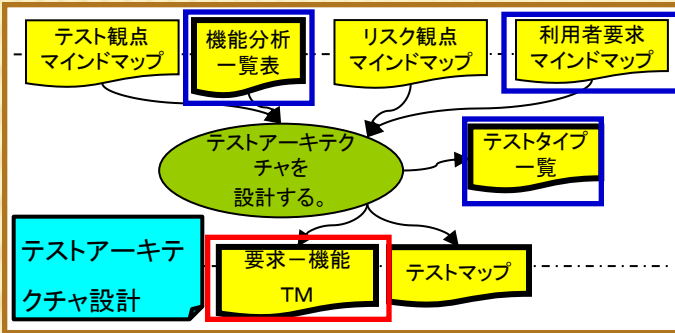 テスト観点
マインドマップ
機能分析
一覧表
リスク観点
マインドマップ
利用者要求
マインドマップ
テストアーキテク
チャを
設計する。
テストタイプ
一覧
テストアーキテ
クチャ設計
要求－機能
TM
テストマップ